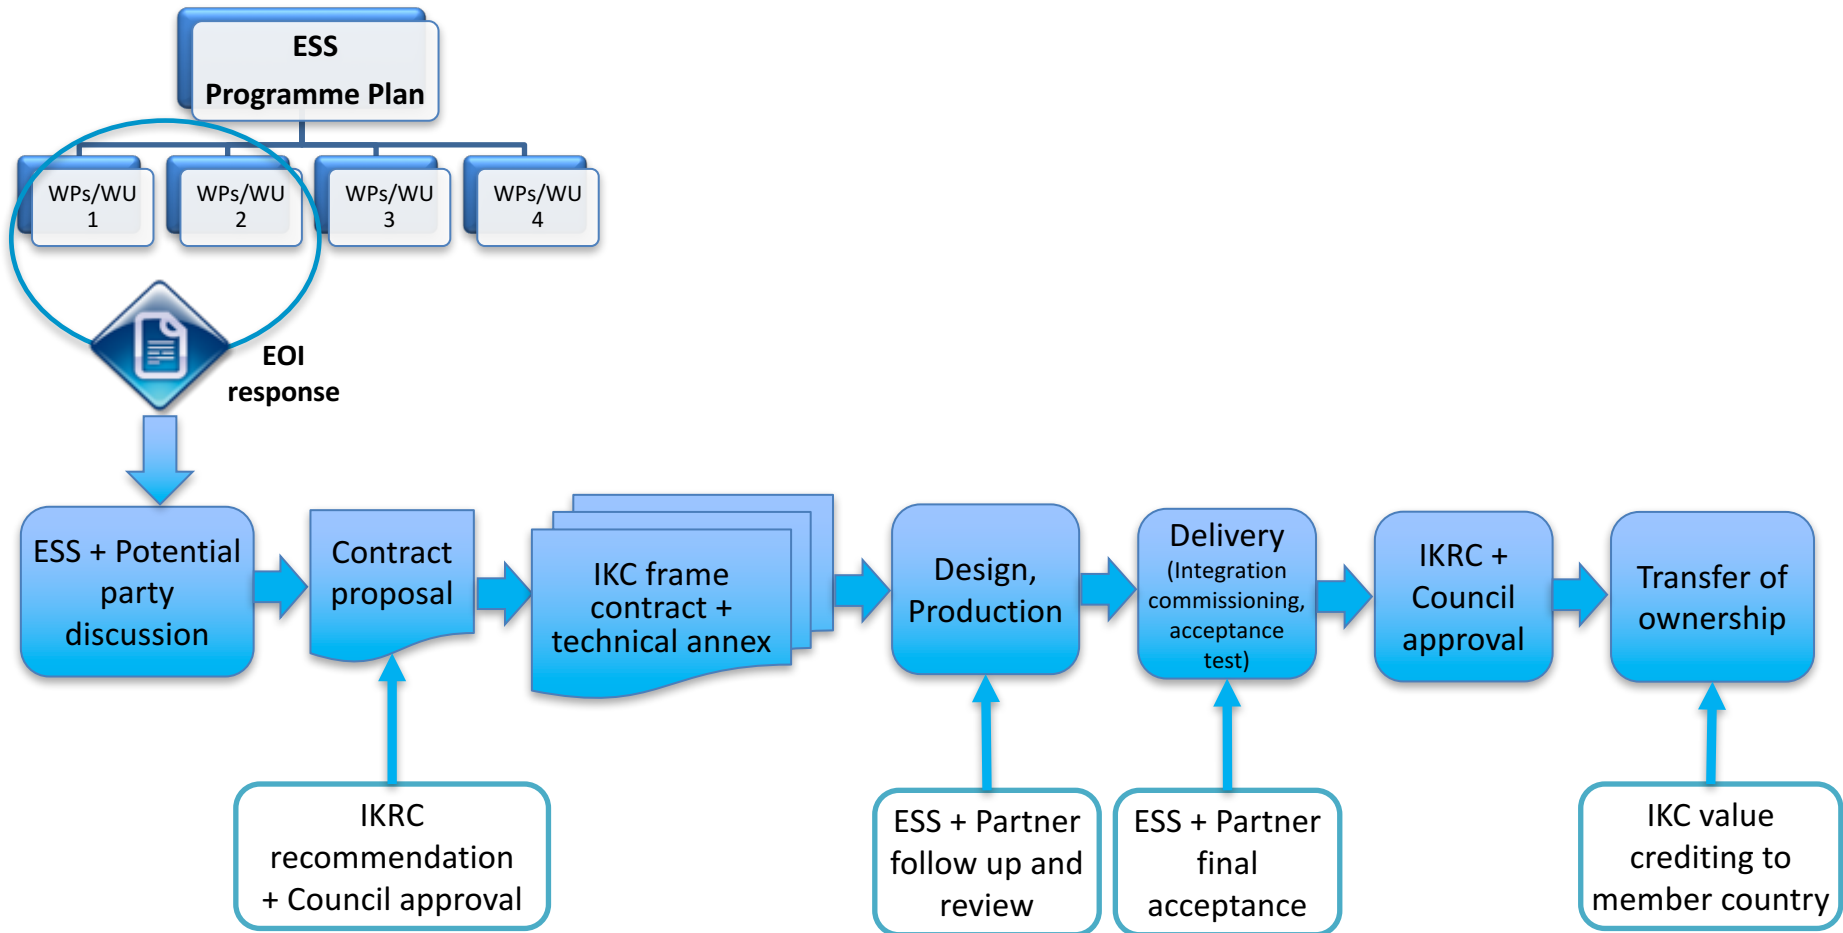 ESS
Programme Plan
WPs/WU
1
WPs/WU
2
WPs/WU
3
WPs/WU
4
EOI
response
ESS + Potential
party
discussion
Contract
proposal
IKC frame
contract +
technical annex
Design,
Production
Delivery
(Integration
commissioning,
acceptance
test)
IKRC +
Council
approval
Transfer of
ownership
IKRC
recommendation
+ Council approval
ESS + Partner
follow up and
review
ESS + Partner
final
acceptance
IKC value
crediting to
member country